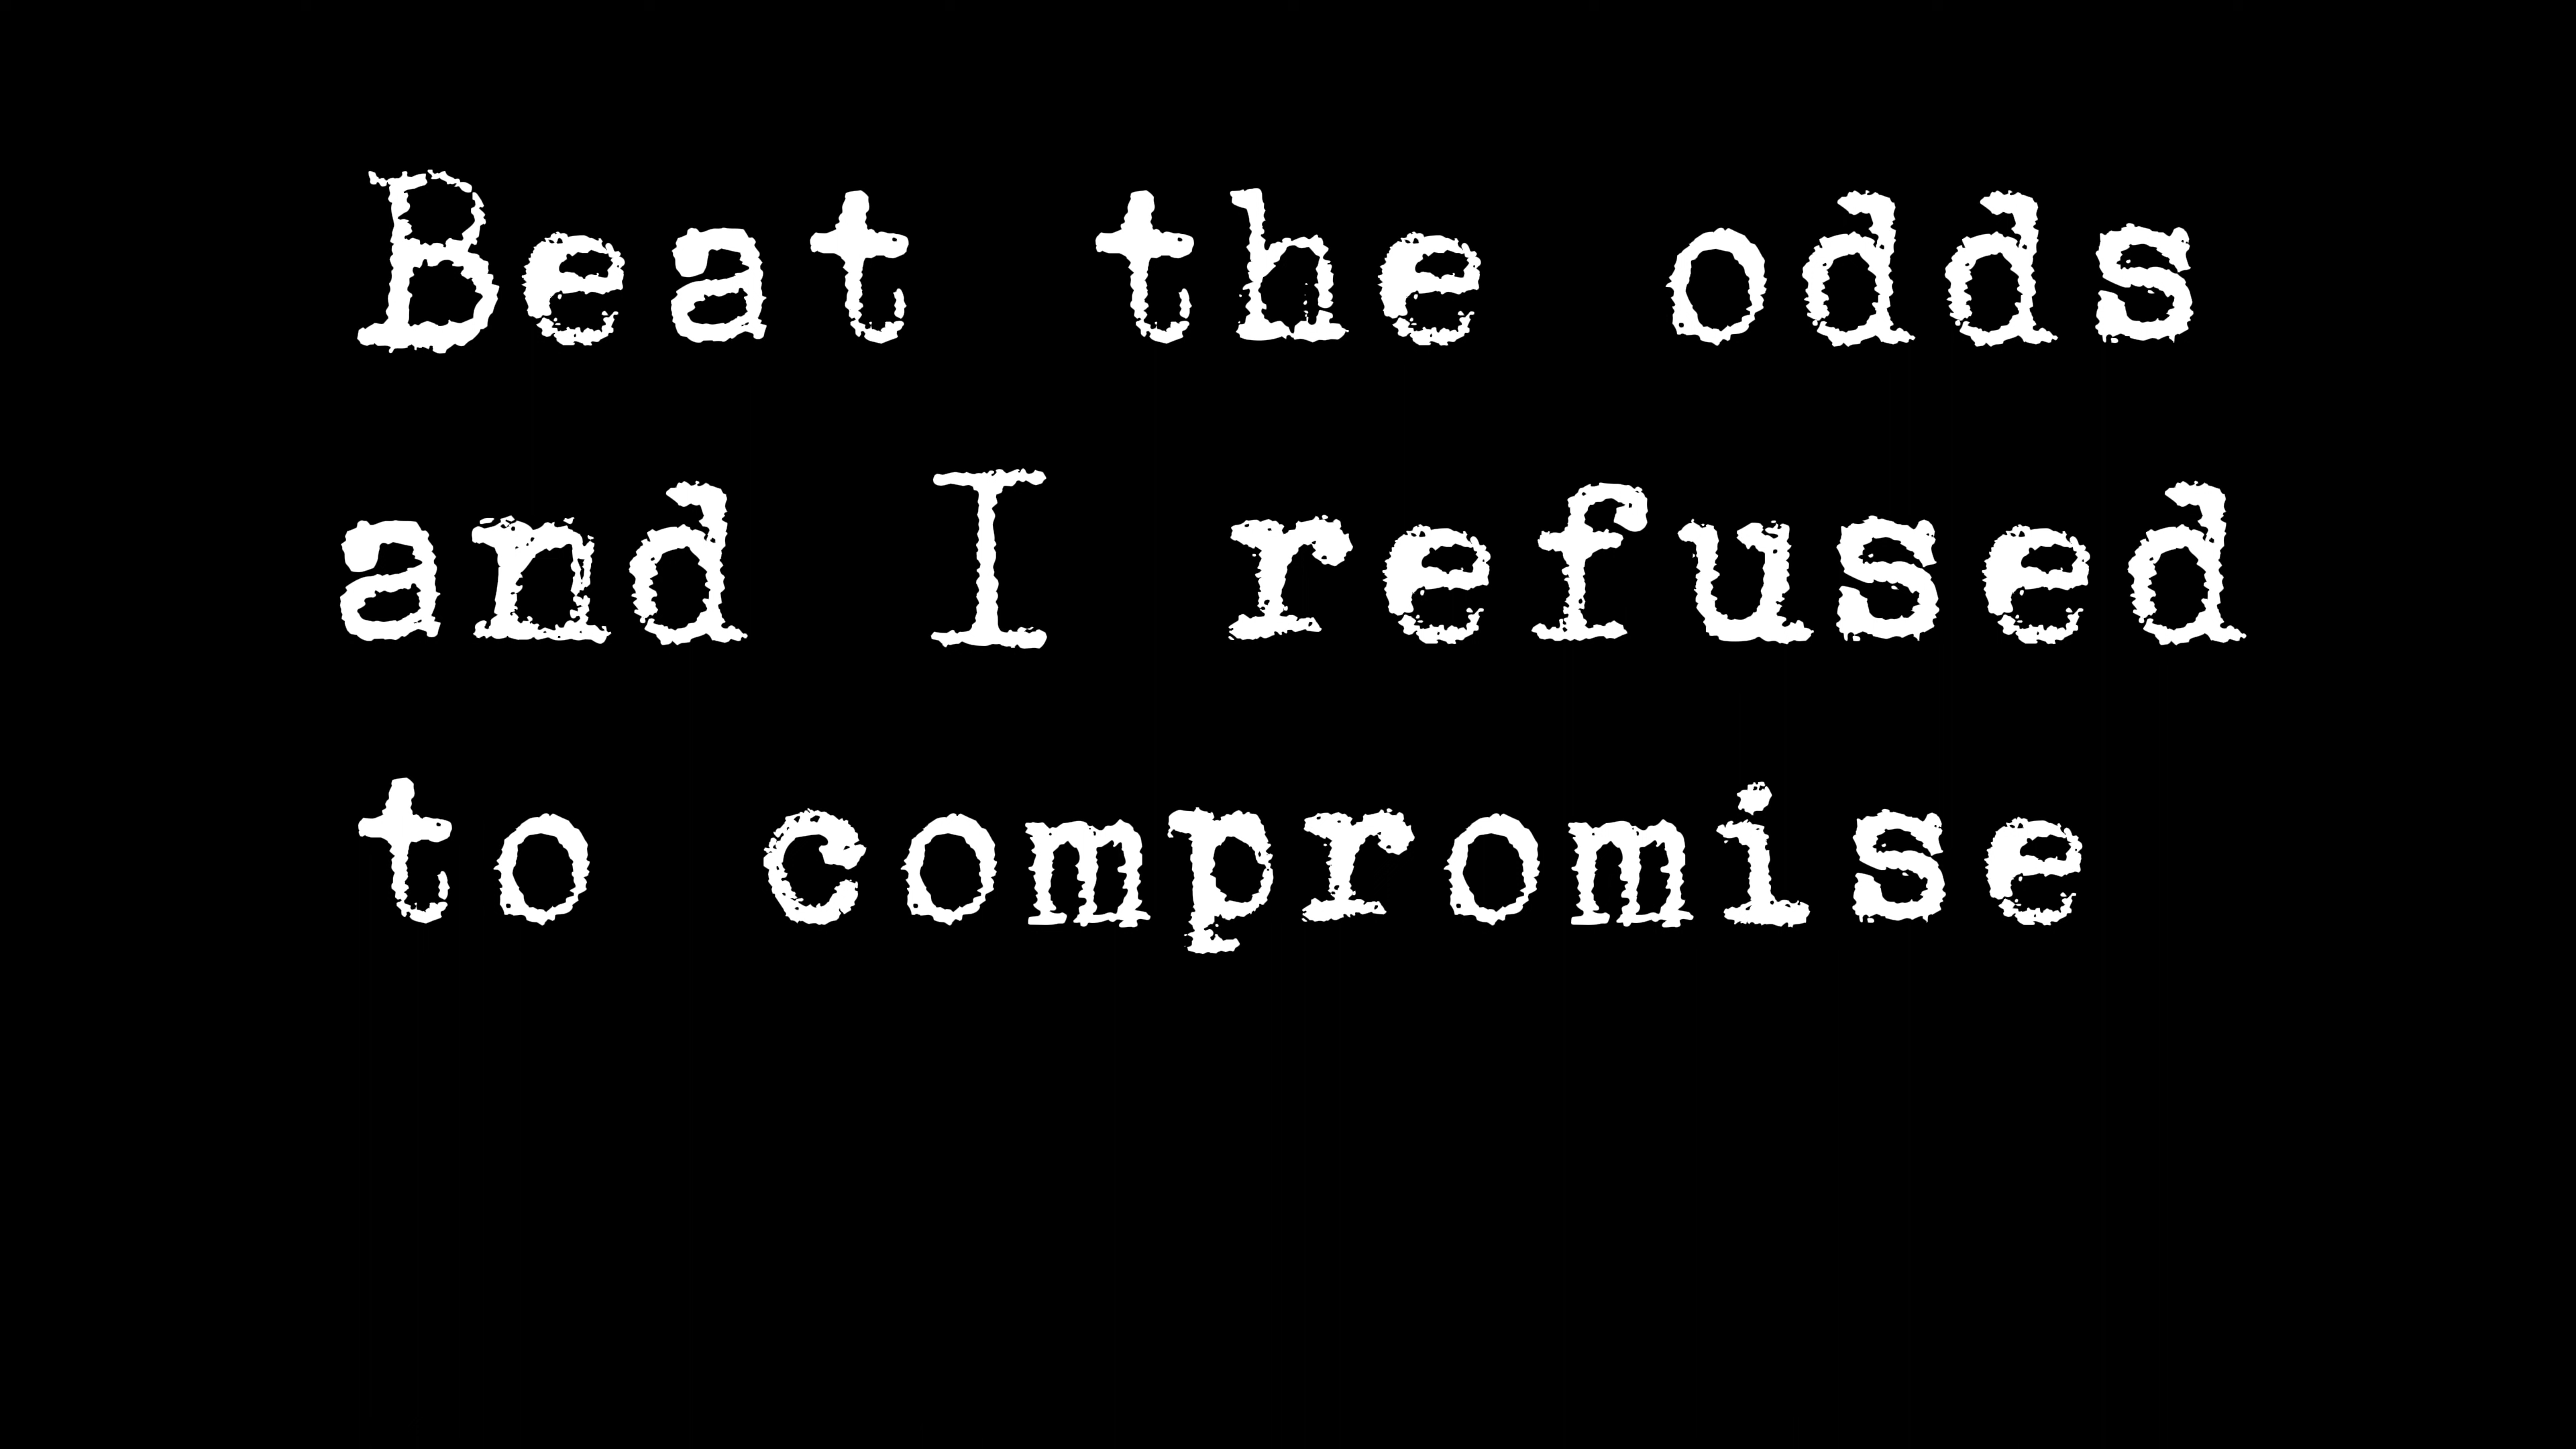 Beat the odds
and I refused
to compromise